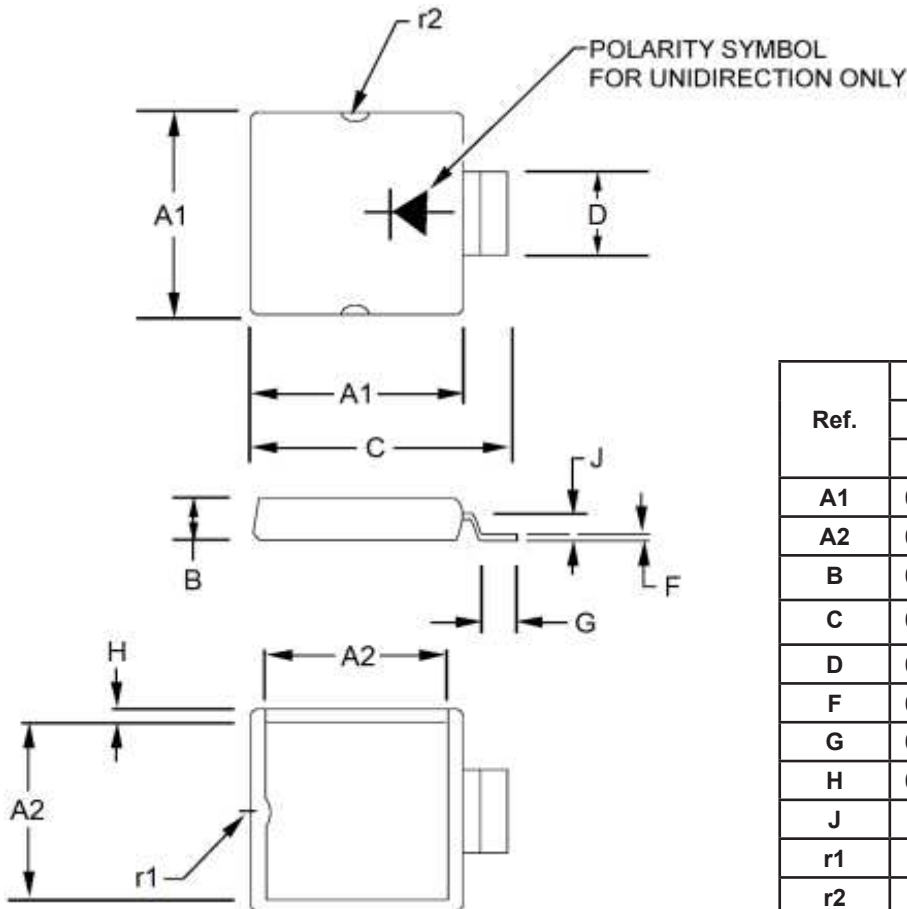 r2
POLARITY SYMBOL
FOR UNIDIRECTION ONLY
A1
D
A1
C
J
B
F
G
H
A2
A2
r1
Ref.
A1
A2
B
C
D
F
G
H
J
r1
r2